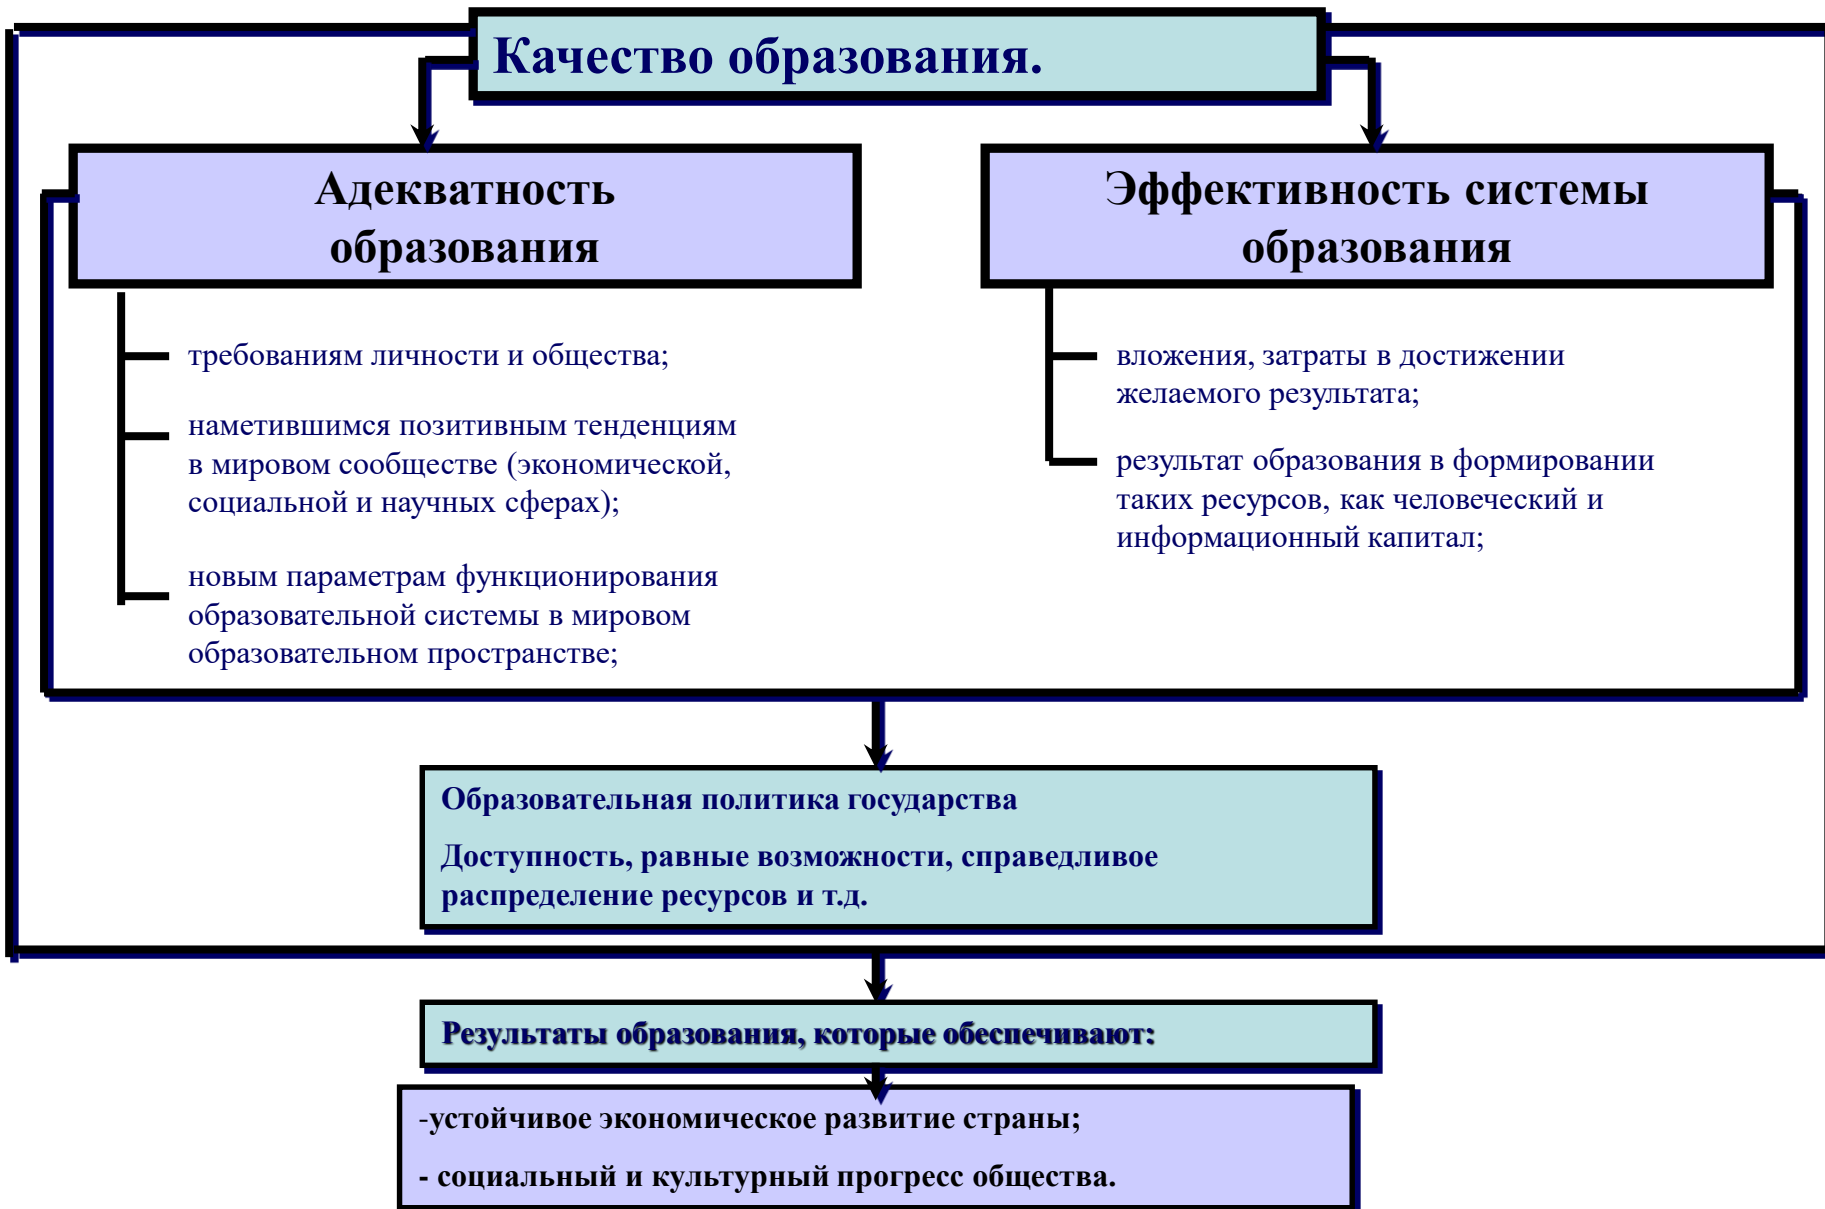 Качество образования.
Адекватность
образования
требованиям личности и общества;
наметившимся позитивным тенденциям
в мировом сообществе (экономической,
социальной и научных сферах);
новым параметрам функционирования
образовательной системы в мировом
образовательном пространстве;
Эффективность системы
образования
вложения, затраты в достижении
желаемого результата;
результат образования в формировании
таких ресурсов, как человеческий и
информационный капитал;
Образовательная политика государства
Доступность, равные возможности, справедливое
распределение ресурсов и т.д.
Результаты образования, которые обеспечивают:
-устойчивое экономическое развитие страны;
- социальный и культурный прогресс общества.